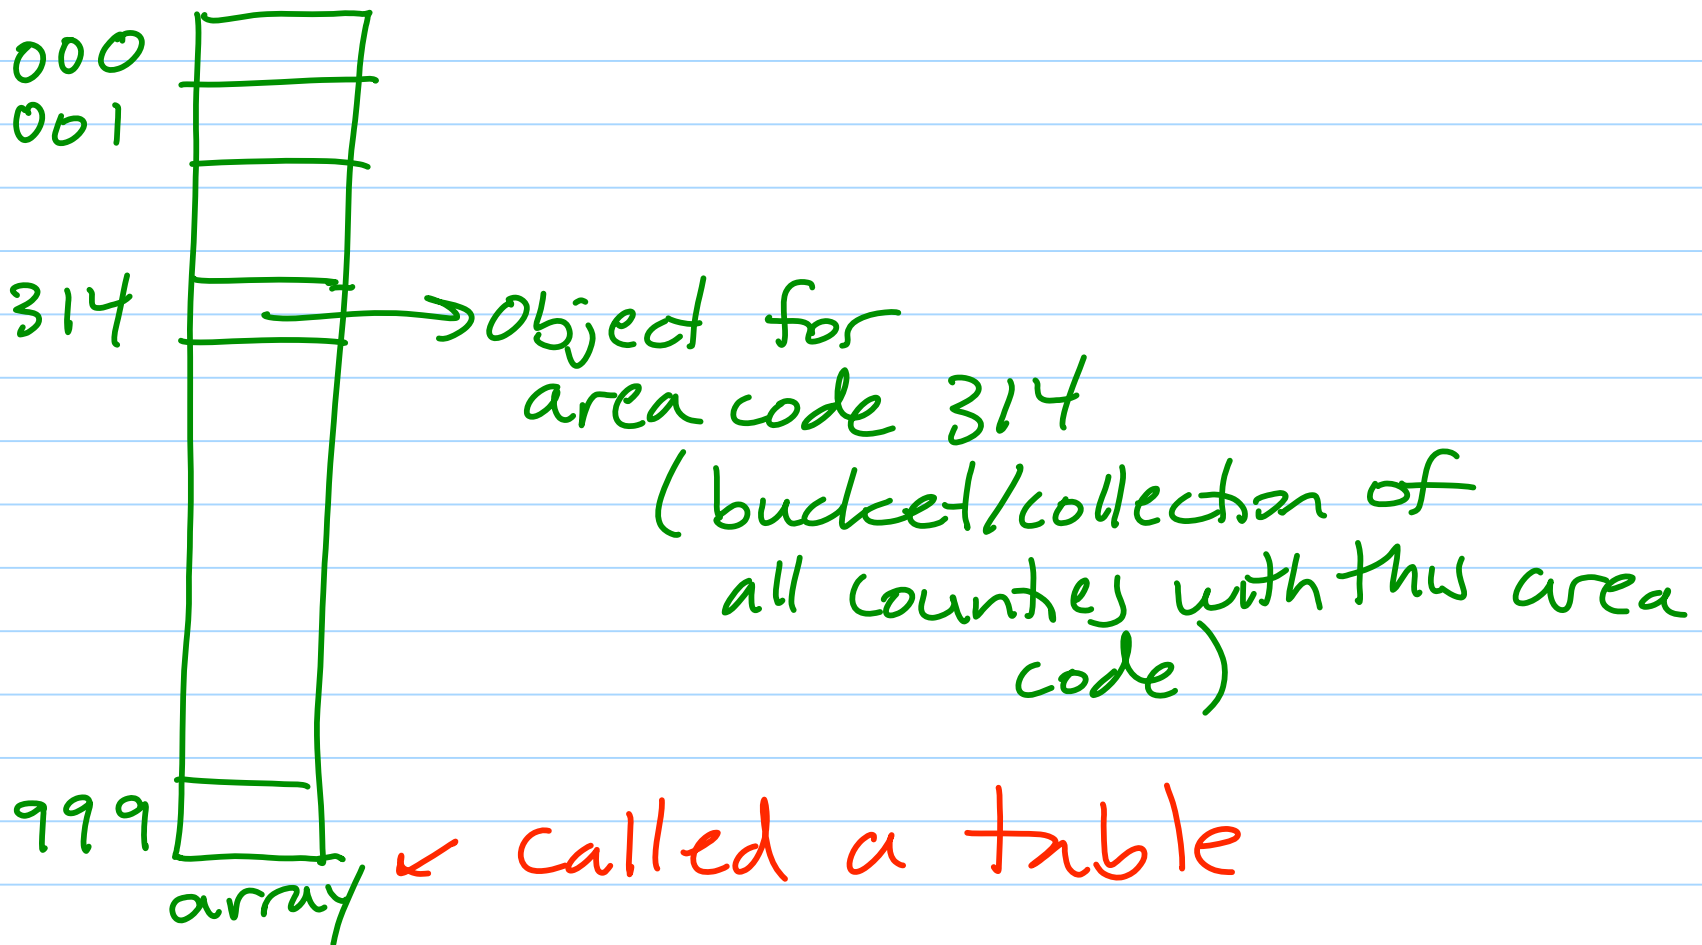 000
001
314
Object for
area code 314
(bucket/collection of
all counties with this area
code)
999
called a table
array